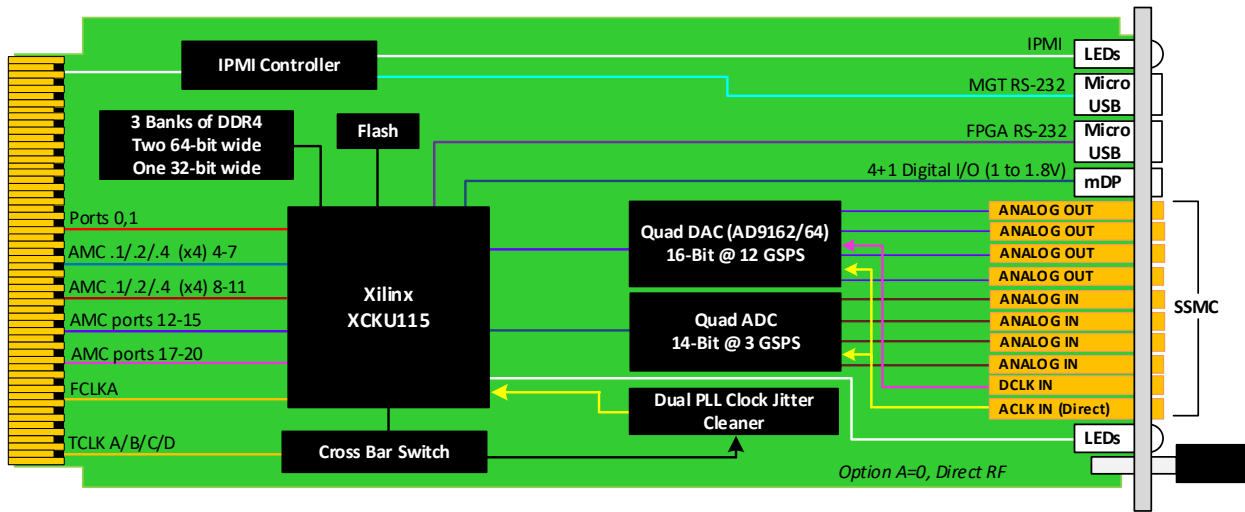 IPMI
LEDs
IPMI Controller
MGT RS-232
Micro
USB
3 Banks of DDR4
Two 64-bit wide
One 32-bit wide
Flash
FPGA RS-232
Micro
USB
4+1 Digital I/O (1 to 1.8V)
mDP
Ports 0,1
AMC .1/.2/.4 (x4) 4-7
AMC .1/.2/.4 (x4) 8-11
AMC ports 12-15
AMC ports 17-20
FCLKA
TCLK A/B/C/D
Xilinx
XCKU115
Quad DAC (AD9162/64)
16-Bit @ 12 GSPS
Quad ADC
14-Bit @ 3 GSPS
Dual PLL Clock Jitter
Cleaner
Cross Bar Switch
ANALOG OUT
ANALOG OUT
ANALOG OUT
ANALOG OUT
ANALOG IN
ANALOG IN
ANALOG IN
ANALOG IN
DCLK IN
ACLK IN (Direct)
SSMC
LEDs
Option A=0, Direct RF